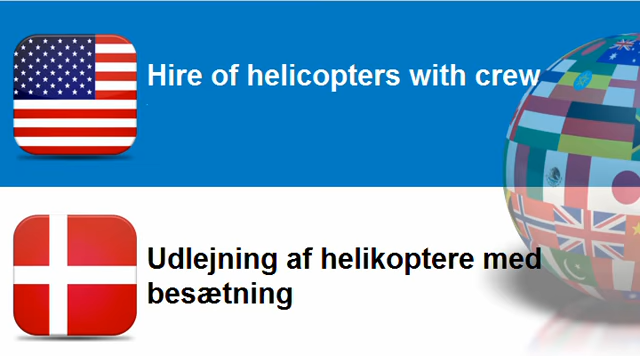 Hire of helicopters with crew
Udlejning af helikoptere med
besætning